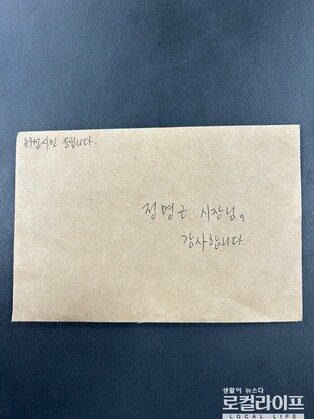 화성시민 올립니다.
정명근 시장님
감사합니다.
생활이 뉴스다
로컬라이프
LOCAL LIFE